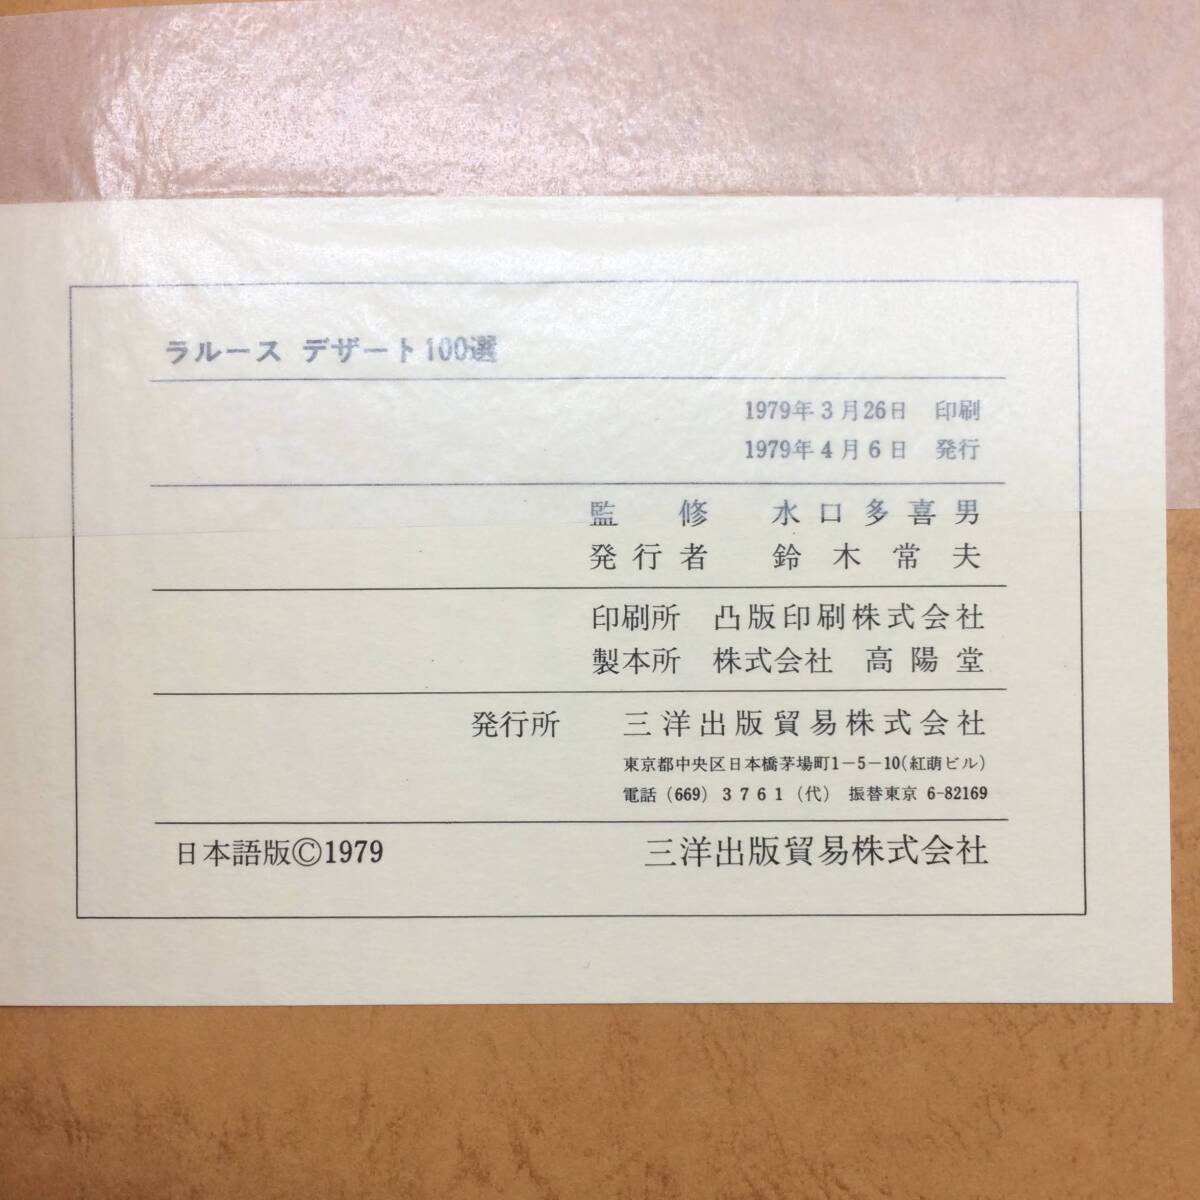 ラルース デザート100選
1979年3月26日 印刷
1979年4月6日 発行
監修 水口多喜男
発行者 鈴木常夫
印刷所 凸版印刷株式会社
製本所 株式会社 高陽堂
発行所 三洋出版貿易株式会社
東京都中央区日本橋茅場町1-5-10(紅萌ビル)
電話(669)3761(代) 振替東京 6-82169
日本語版©1979 三洋出版貿易株式会社